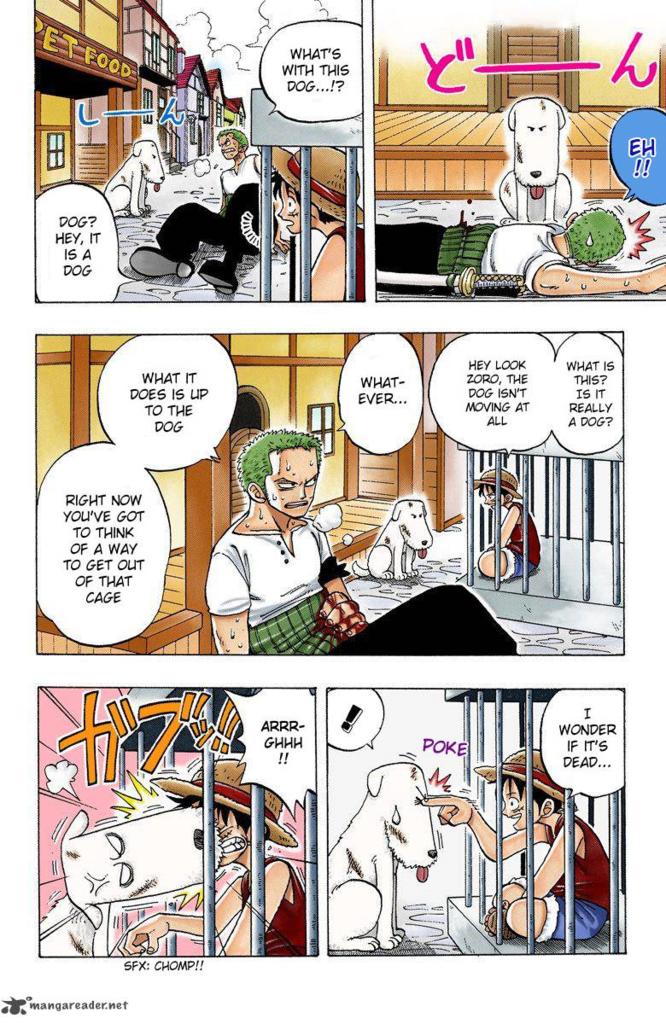 どーーん
EH
!!
WHAT'S
WITH THIS
DOG...!?
PET FOOD
しーーん
DOG?
HEY, IT
IS A
DOG
WHAT IS
THIS?
IS IT
REALLY
A DOG?
HEY LOOK
ZORO, THE
DOG ISN'T
MOVING AT
ALL
WHAT-
EVER...
WHAT IT
DOES IS UP
TO THE
DOG
RIGHT NOW
YOU'VE GOT
TO THINK
OF A WAY
TO GET OUT
OF THAT
CAGE
I
WONDER
IF IT'S
DEAD...
POKE
!
ARRR-
GHHH
!!
ガブッ!!
SFX: CHOMP!!
mangareader.net